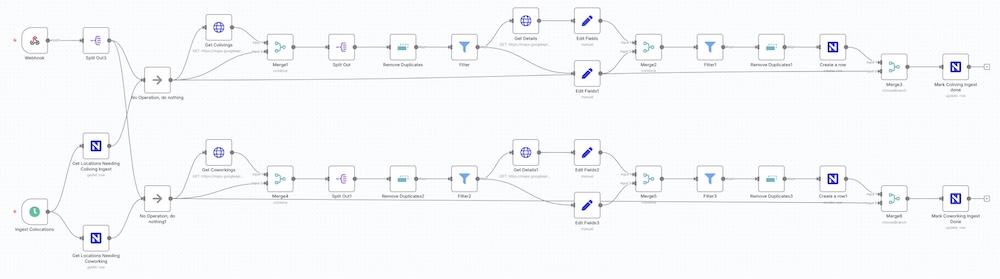 Get Colivings
GET: https://maps.googleapi...
Get Details
GET: https://maps.googleapi...
Edit Fields
manual
Webhook
Split Out3
Merge1
combine
Split Out
Remove Duplicates
Filter
Merge2
combine
Filter1
Remove Duplicates1
Create a row
create: row
No Operation, do nothing
Edit Fields1
manual
Merge3
chooseBranch
Mark Coliving Ingest
done
update: row
Get Locations Needing
Coliving Ingest
getAll: row
Get Coworkings
GET: https://maps.googleapi...
Get Details1
GET: https://maps.googleapi...
Edit Fields2
manual
Merge4
combine
Split Out1
Remove Duplicates2
Filter2
Merge5
combine
Filter3
Remove Duplicates3
Create a row1
create: row
No Operation, do
nothing1
Edit Fields3
manual
Merge6
chooseBranch
Mark Coworking Ingest
Done
update: row
Ingest Colocations
Get Locations Needing
Coworking
getAll: row